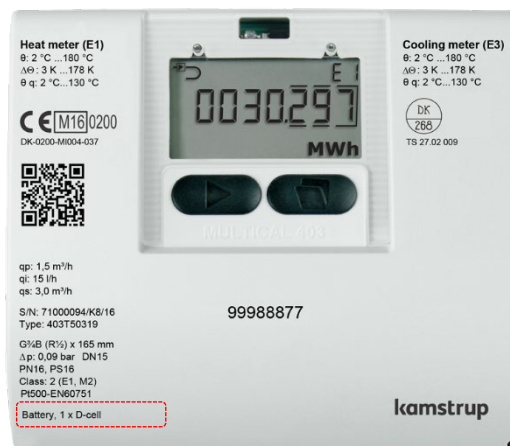 Heat meter (E1)
θ: 2 °C ...180 °C
ΔΘ: 3 K ...178 K
θ q: 2 °C...130 °C
CE M16 0200
DK-0200-MI004-037
Cooling meter (E3)
θ: 2 °C ...180 °C
ΔΘ: 3 K ...178 K
θ q: 2 °C...130 °C
DK
268
TS 27.02 009
E1
0030.297
MWh
MULTICAL 403
qp: 1,5 m³/h
qi: 15 l/h
qs: 3,0 m³/h
S/N: 71000094/K8/16
Type: 403T50319
99988877
G¾B (R½) x 165 mm
Δp: 0,09 bar DN15
PN16, PS16
Class: 2 (E1, M2)
Pt500-EN60751
Battery, 1 x D-cell
kamstrup